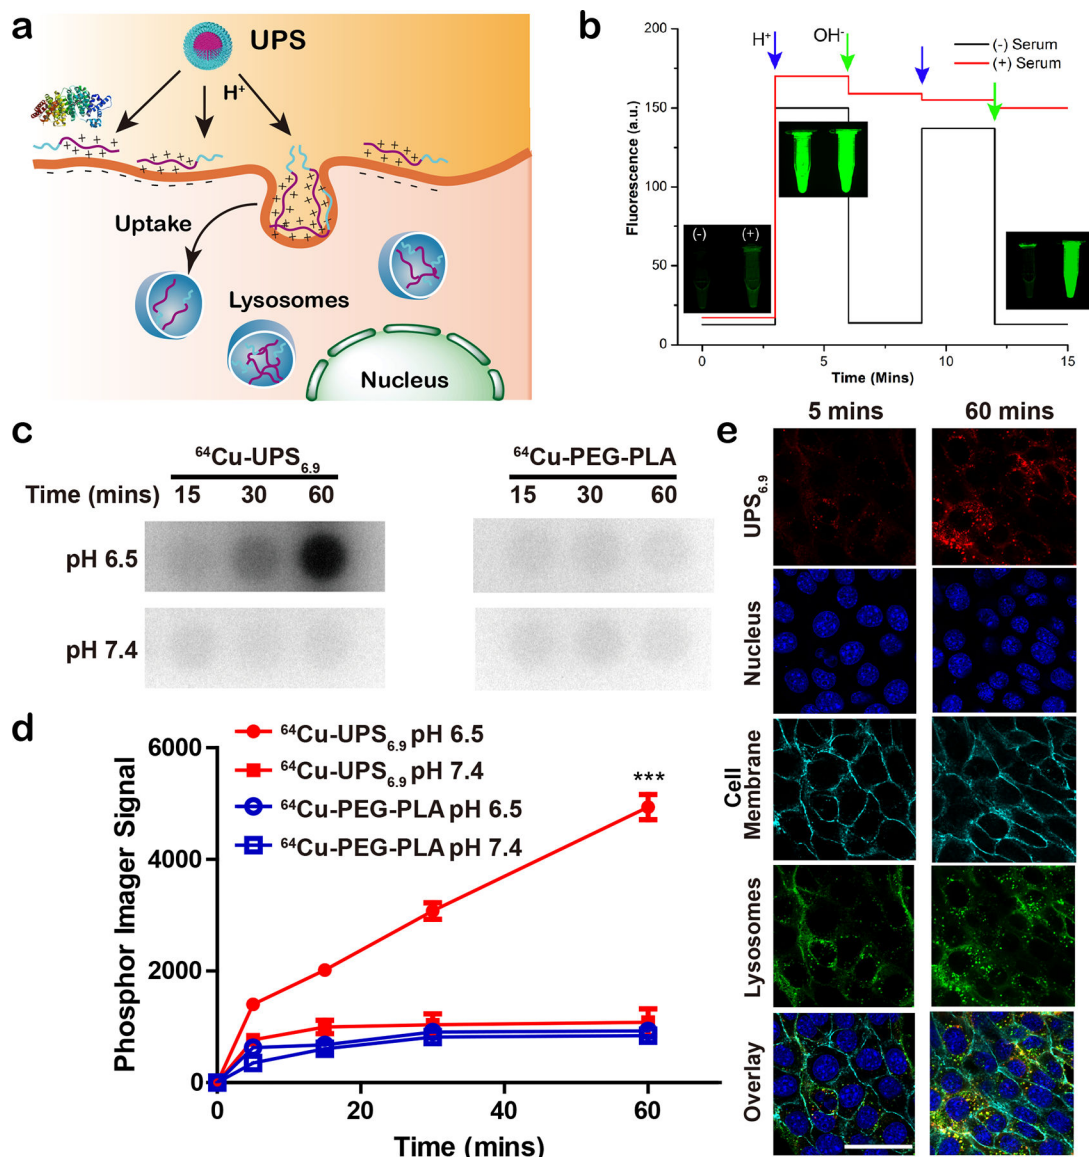 a
UPS
H+
Uptake
Lysosomes
Nucleus
b
H+
OH-
(-) Serum
(+) Serum
Fluorescence (a.u.)
200
150
100
50
0
(-)
(+)
0
5
10
15
Time (Mins)
c
64Cu-UPS6.9
64Cu-PEG-PLA
Time (mins) 15 30 60
15 30 60
pH 6.5
pH 7.4
d
64Cu-UPS6.9 pH 6.5
64Cu-UPS6.9 pH 7.4
64Cu-PEG-PLA pH 6.5
64Cu-PEG-PLA pH 7.4
***
Phosphor Imager Signal
6000
4000
2000
0
0
20
40
60
Time (mins)
e
5 mins
60 mins
UPS6.9
Nucleus
Cell
Membrane
Lysosomes
Overlay